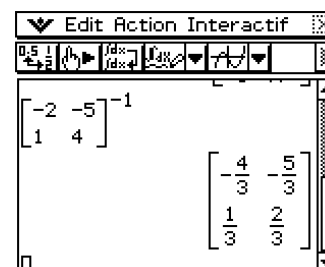 Edit Action Interactif
[-2 -5]^-1
[1 4]
[-4/3 -5/3]
[1/3 2/3]